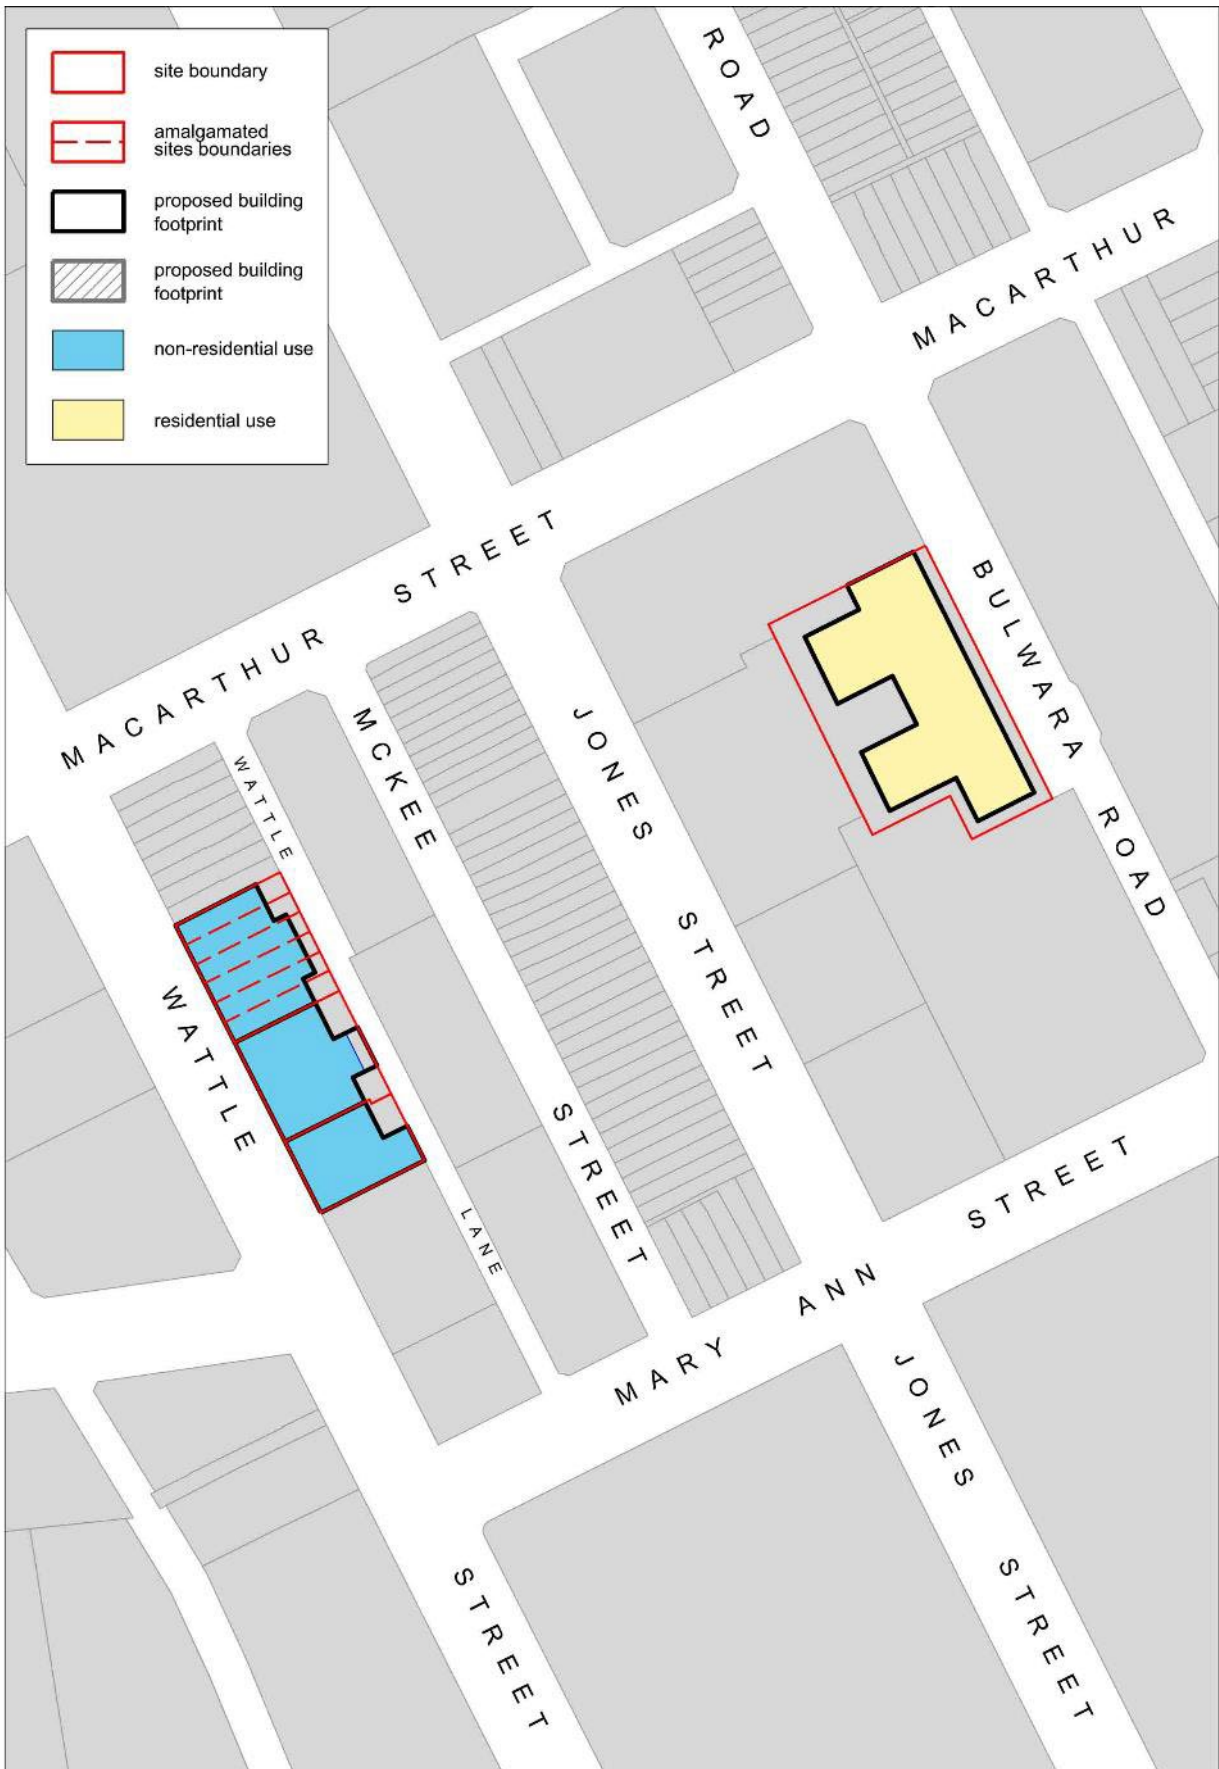 site boundary
amalgamated
sites boundaries
proposed building
footprint
proposed building
footprint
non-residential use
residential use
ROAD
MACARTHUR
MACARTHUR STREET
BULWARA ROAD
MCKEE STREET
JONES STREET
WATTLE LANE
WATTLE STREET
MARY ANN STREET
JONES STREET